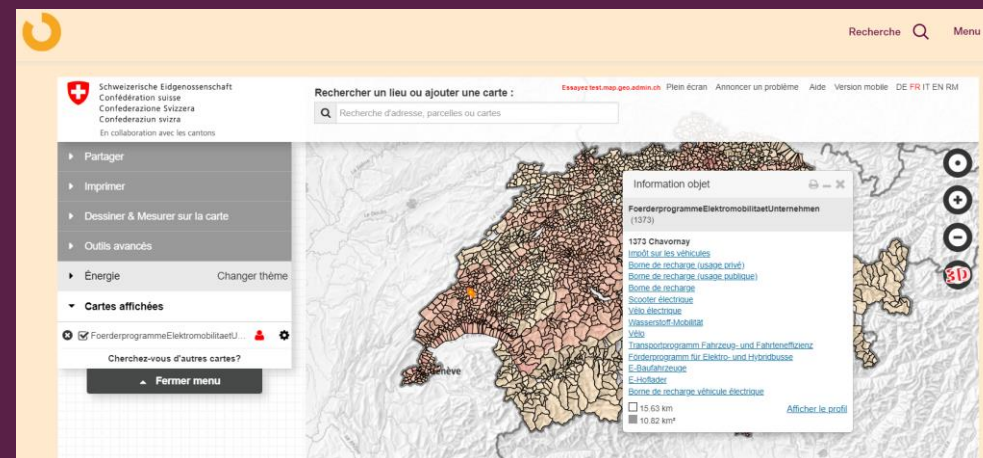 Recherche
Menu
Schweizerische Eidgenossenschaft
Confédération suisse
Confederazione Svizzera
Confederaziun svizra
En collaboration avec les cantons
Rechercher un lieu ou ajouter une carte :
Recherche d'adresse, parcelles ou cartes
Essayez test.map.geo.admin.ch Plein écran Annoncer un problème Aide Version mobile DE FR IT EN RM
Partager
Imprimer
Dessiner & Mesurer sur la carte
Outils avancés
Énergie Changer thème
Cartes affichées
FoerderprogrammeElektromobilitaetU...
Cherchez-vous d'autres cartes?
Fermer menu
Genève
Information objet
FoerderprogrammeElektromobilitaetUnternehmen
(1373)
1373 Chavornay
Impôt sur les véhicules
Borne de recharge (usage privé)
Borne de recharge (usage publique)
Borne de recharge
Scooter électrique
Vélo électrique
Wasserstoff-Mobilität
Vélo
Transportprogramm Fahrzeug- und Fahrteneffizienz
Förderprogramm für Elektro- und Hybridbusse
E-Baufahrzeuge
E-Hoflader
Borne de recharge véhicule électrique
15.63 km Afficher le profil
10.82 km²
3D